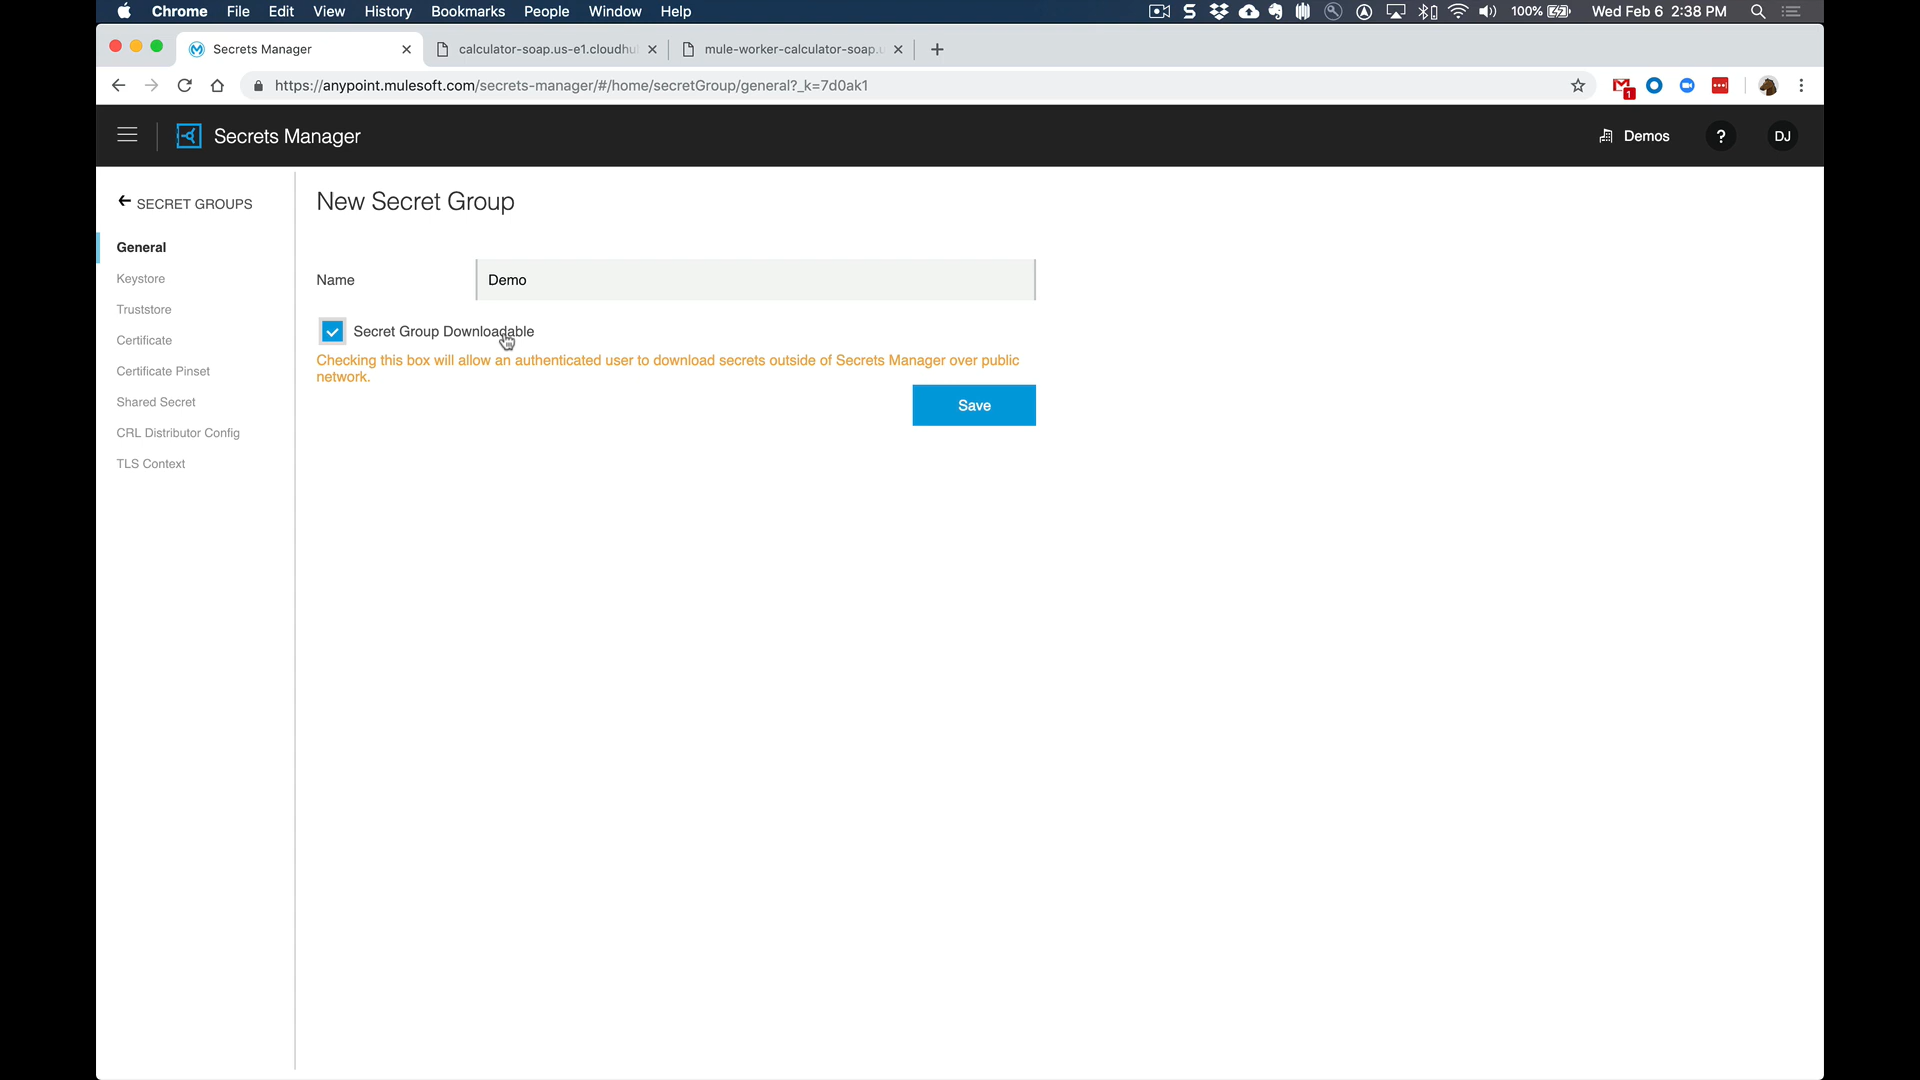 Chrome File Edit View History Bookmarks People Window Help
100% Wed Feb 6 2:38 PM
Secrets Manager
calculator-soap.us-e1.cloudhu
mule-worker-calculator-soap.u
https://anypoint.mulesoft.com/secrets-manager/#/home/secretGroup/general?_k=7d0ak1
1
Secrets Manager
Demos
?
DJ
SECRET GROUPS
General
Keystore
Truststore
Certificate
Certificate Pinset
Shared Secret
CRL Distributor Config
TLS Context
New Secret Group
Name
Demo
Secret Group Downloadable
Checking this box will allow an authenticated user to download secrets outside of Secrets Manager over public
network.
Save